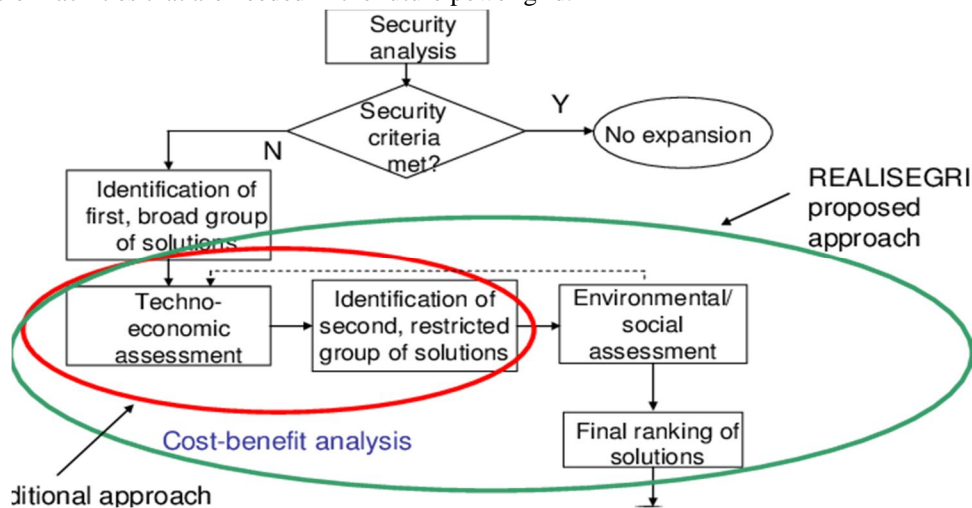 Security
analysis
Security
criteria
met?
Y
No expansion
N
Identification of
first, broad group
of solutions
REALISEGRI
proposed
approach
Techno-
economic
assessment
Identification of
second, restricted
group of solutions
Environmental/
social
assessment
Cost-benefit analysis
Final ranking of
solutions
ditional approach